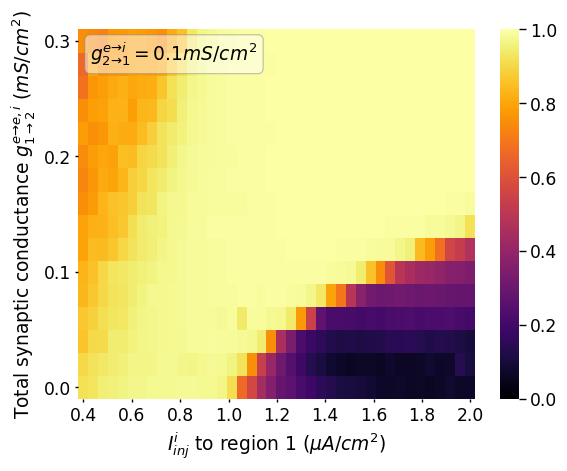 g^{e→i}_{2→1} = 0.1mS/cm^2
Total synaptic conductance g^{e→e,i}_{1→2} (mS/cm^2)
0.3
0.2
0.1
0.0
0.4 0.6 0.8 1.0 1.2 1.4 1.6 1.8 2.0
I^i_{inj} to region 1 (μA/cm^2)
1.0
0.8
0.6
0.4
0.2
0.0